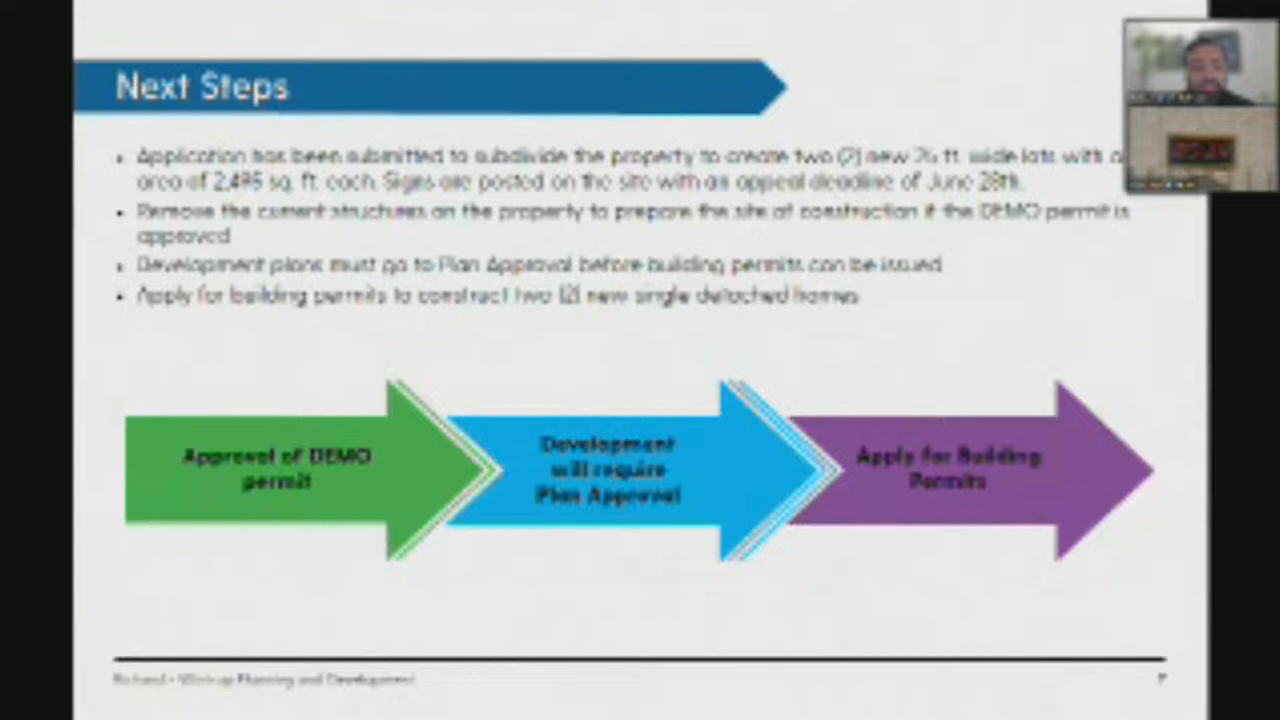 Next Steps
• Application has been submitted to subdivide the property to create two (2) new ft. wide lots with
area of 2,495 sq. ft. each. Signs are posted on the site with an appeal deadline of June 28th.
• Remove the current structures on the property to prepare the site of construction if the DEMO permit is
approved
• Development plans must go to Plan Approval before building permits can be issued
• Apply for building permits to construct two (2) new single detached homes
Approval of DEMO
permit
Development
will require
Plan Approval
Apply for Building
Permits
Planning and Development